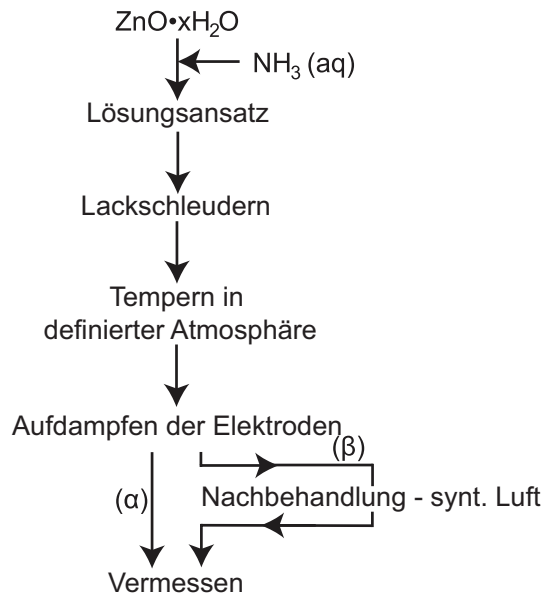 ZnO•xH₂O
NH₃ (aq)
Lösungsansatz
Lackschleudern
Tempern in
definierter Atmosphäre
Aufdampfen der Elektroden
(β)
(α)
Nachbehandlung - synt. Luft
Vermessen